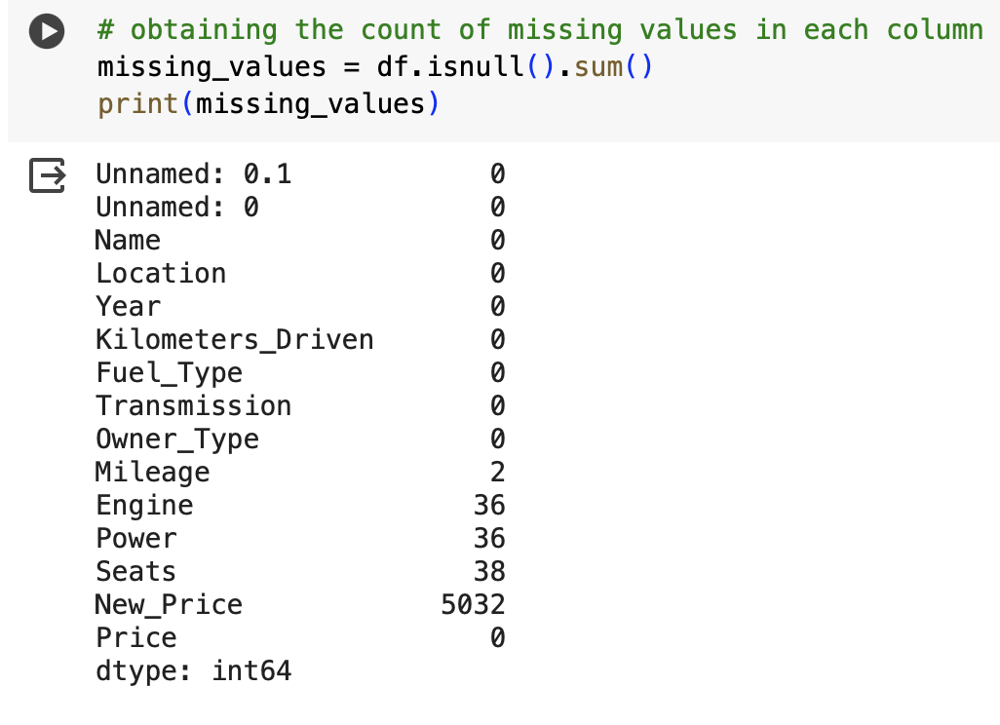 # obtaining the count of missing values in each column
missing_values = df.isnull().sum()
print(missing_values)
Unnamed: 0.1 0
Unnamed: 0 0
Name 0
Location 0
Year 0
Kilometers_Driven 0
Fuel_Type 0
Transmission 0
Owner_Type 0
Mileage 2
Engine 36
Power 36
Seats 38
New_Price 5032
Price 0
dtype: int64